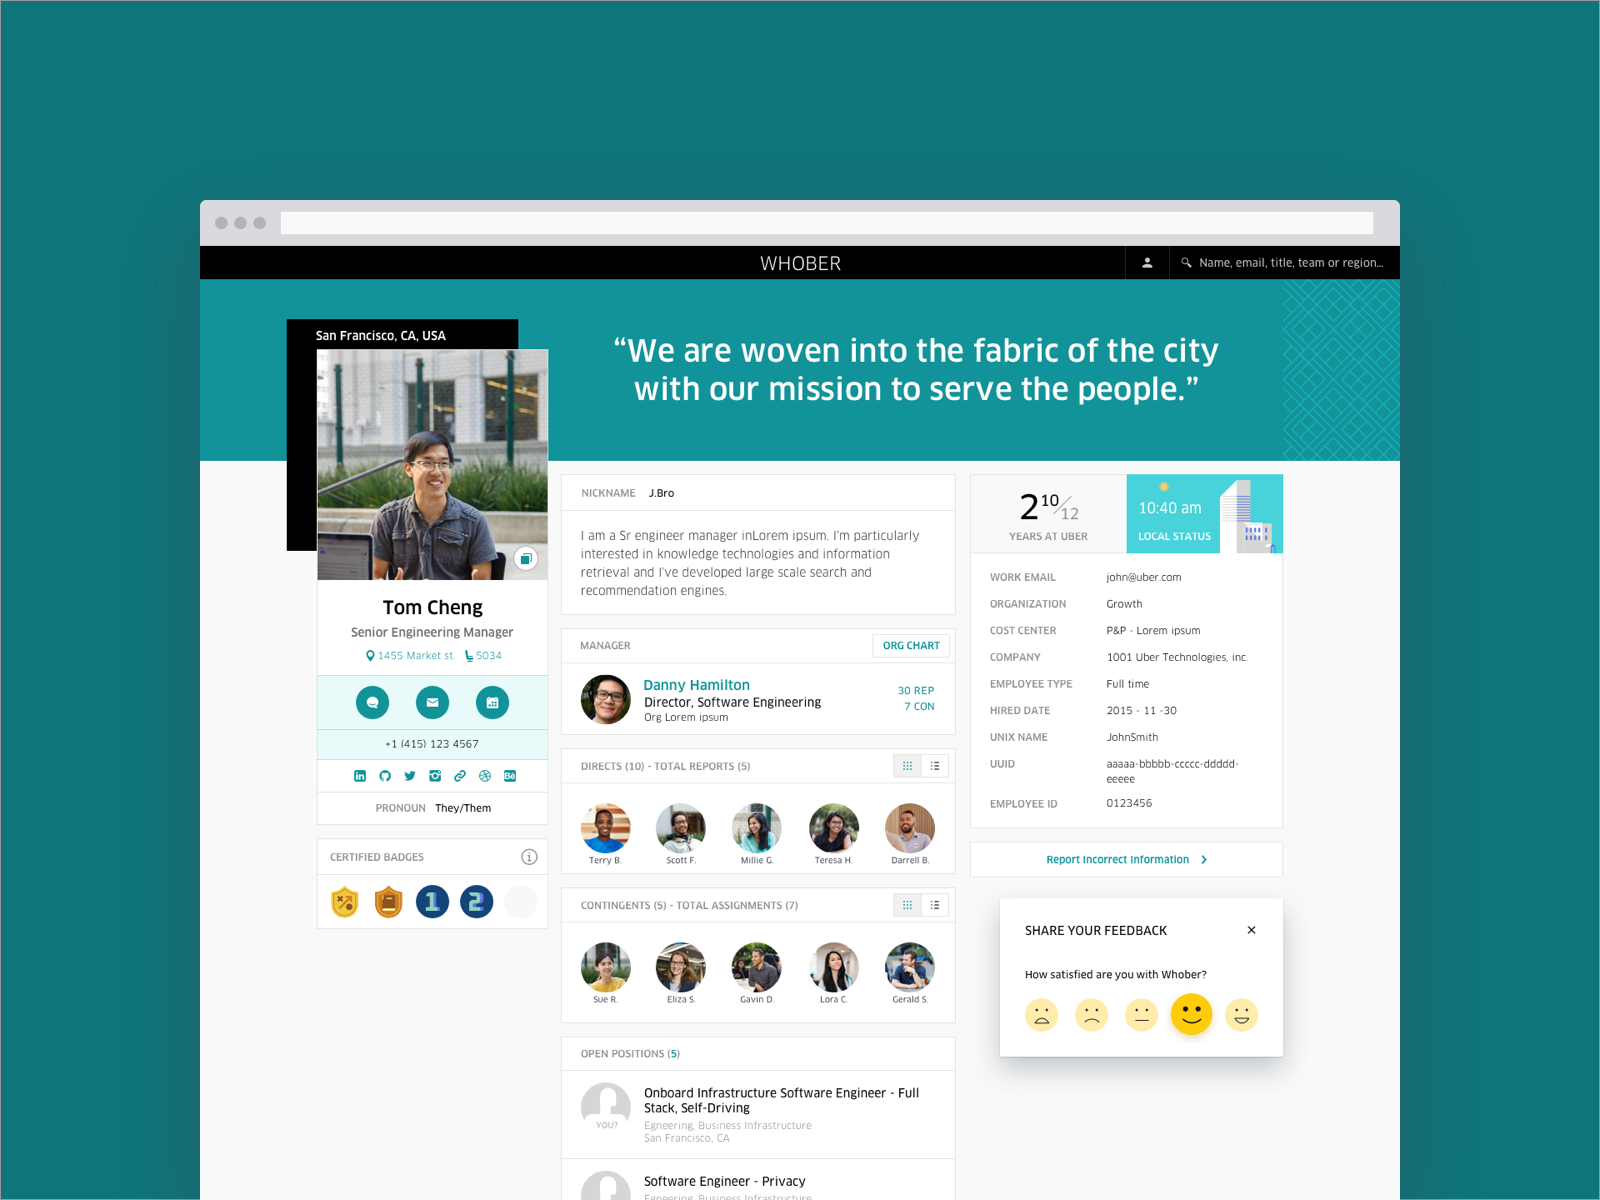 WHOBER
Name, email, title, team or region...
San Francisco, CA, USA
“We are woven into the fabric of the city
with our mission to serve the people.”
Tom Cheng
Senior Engineering Manager
1455 Market st. 5034
+1 (415) 123 4567
PRONOUN They/Them
CERTIFIED BADGES
1 2
NICKNAME J.Bro
I am a Sr engineer manager inLorem ipsum. I'm particularly
interested in knowledge technologies and information
retrieval and I've developed large scale search and
recommendation engines.
MANAGER ORG CHART
Danny Hamilton
Director, Software Engineering
Org Lorem ipsum
30 REP
7 CON
DIRECTS (10) - TOTAL REPORTS (5)
Terry B. Scott F. Millie G. Teresa H. Darrell B.
CONTINGENTS (5) - TOTAL ASSIGNMENTS (7)
Sue R. Eliza S. Gavin D. Lora C. Gerald S.
OPEN POSITIONS (5)
YOU?
Onboard Infrastructure Software Engineer - Full
Stack, Self-Driving
Egneering, Business Infrastructure
San Francisco, CA
Software Engineer - Privacy
Egneering, Business Infrastructure
2 10/12
YEARS AT UBER
10:40 am
LOCAL STATUS
WORK EMAIL john@uber.com
ORGANIZATION Growth
COST CENTER P&P - Lorem ipsum
COMPANY 1001 Uber Technologies, inc.
EMPLOYEE TYPE Full time
HIRED DATE 2015 - 11 -30
UNIX NAME JohnSmith
UUID aaaaa-bbbbb-ccccc-ddddd-
eeeee
EMPLOYEE ID 0123456
Report Incorrect Information
SHARE YOUR FEEDBACK
How satisfied are you with Whober?